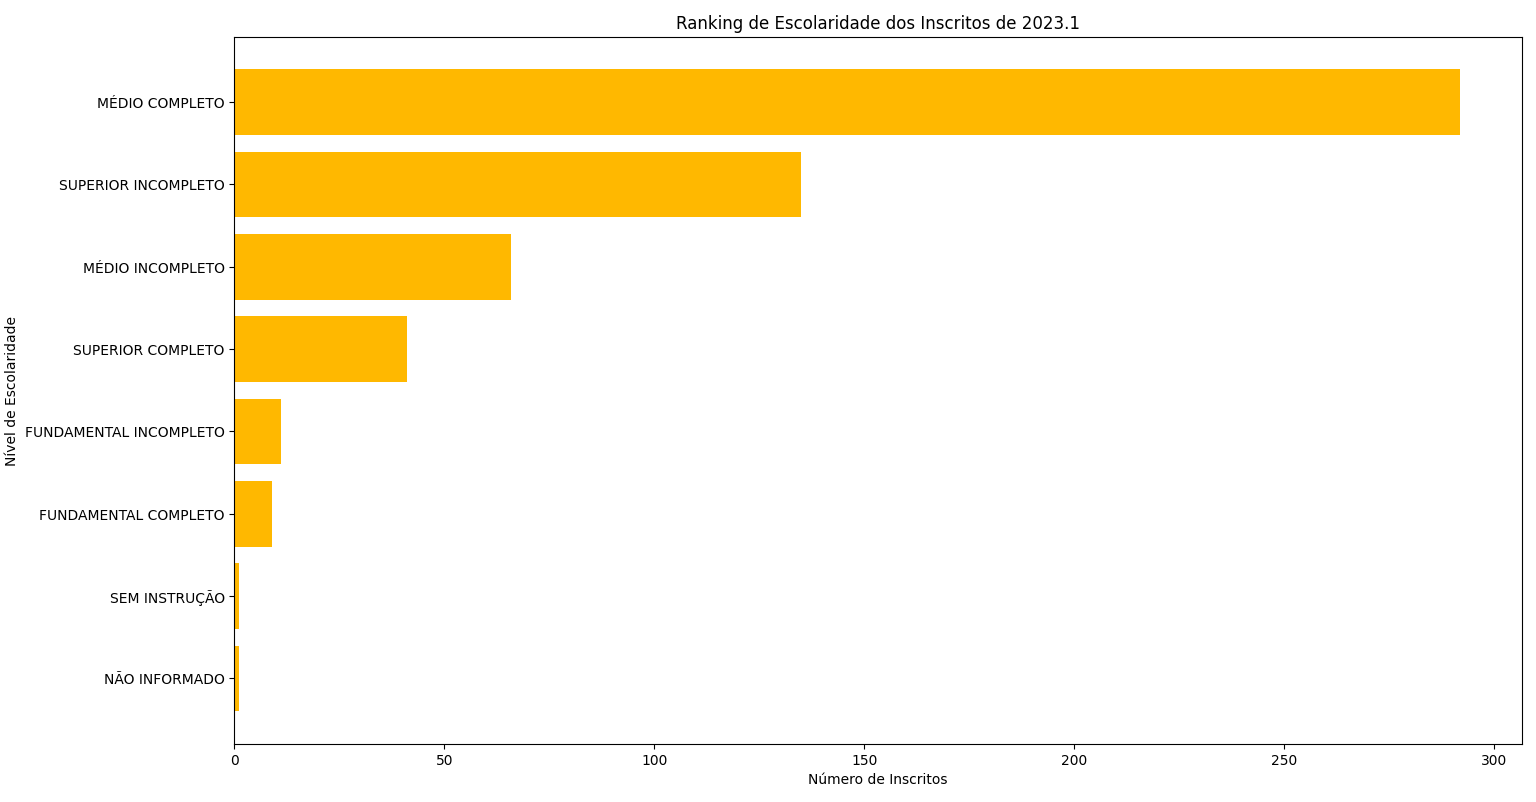 Ranking de Escolaridade dos Inscritos de 2023.1
Nível de Escolaridade
MÉDIO COMPLETO
SUPERIOR INCOMPLETO
MÉDIO INCOMPLETO
SUPERIOR COMPLETO
FUNDAMENTAL INCOMPLETO
FUNDAMENTAL COMPLETO
SEM INSTRUÇÃO
NÃO INFORMADO
0 50 100 150 200 250 300
Número de Inscritos